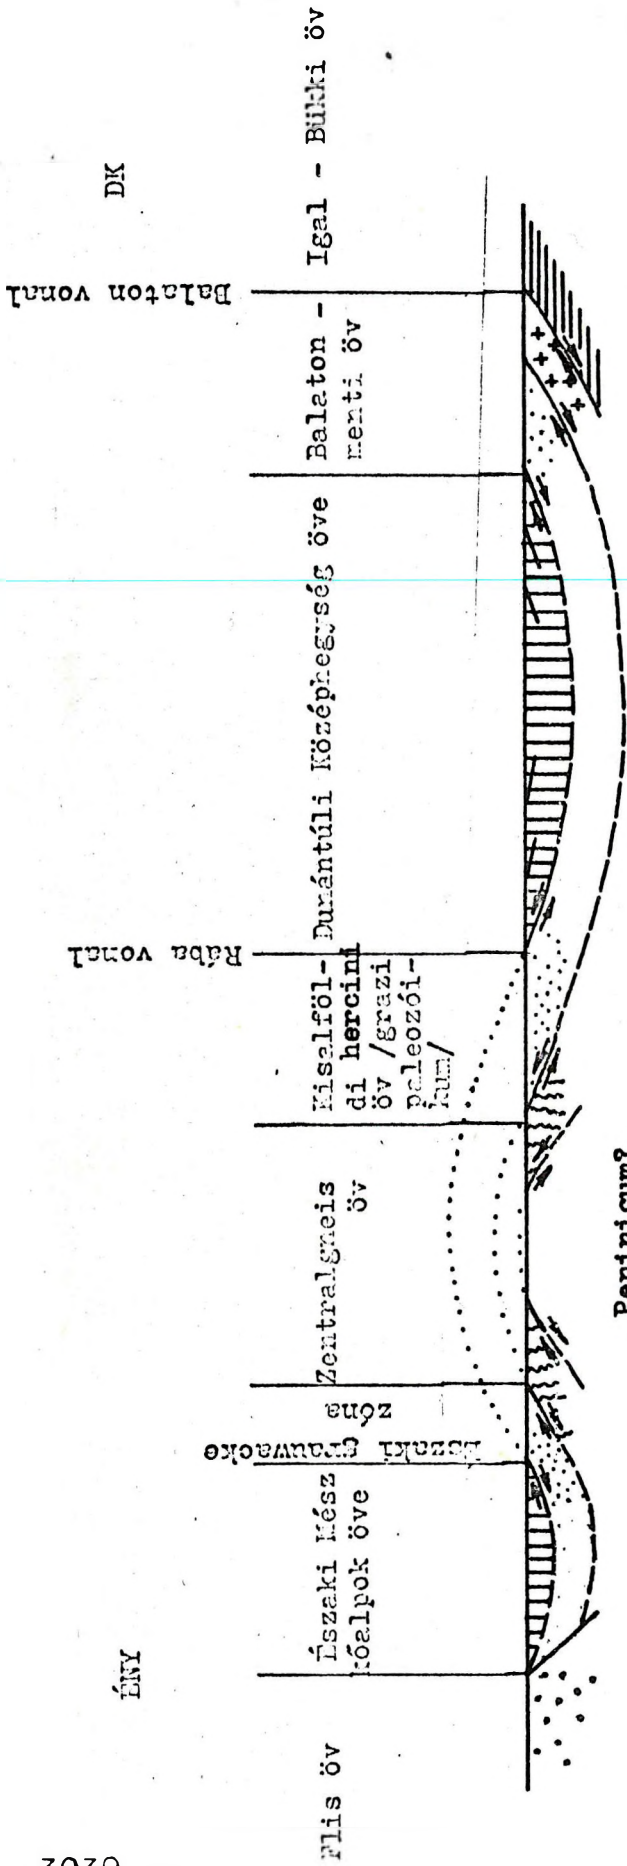 ÉNY
DK
Flis öv
Északi Mész
kőalpok öve
Északi grauwacke
zóna
Zentralgneis
öv
Kisalföl-
di hercini
öv /grazi
paleozói-
kum/
Rába vonal
Dunántúli Középhegység öve
Balaton -
menti öv
Balaton vonal
Igal - Bükki öv